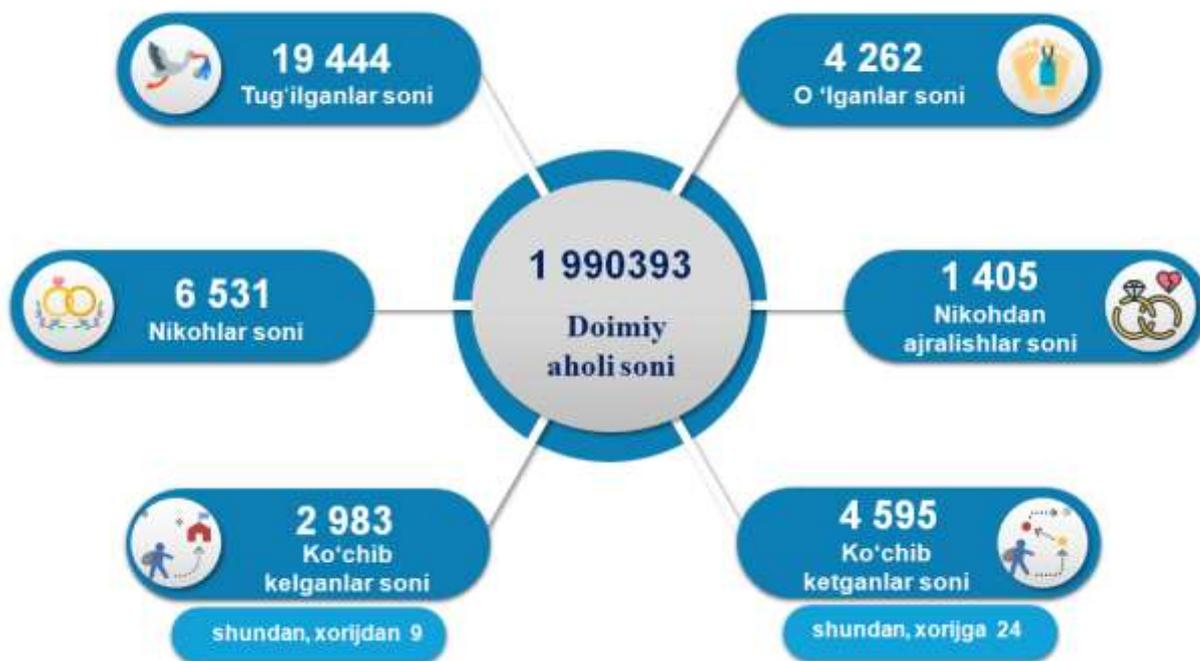 19 444
Tug‘ilganlar soni
4 262
O ‘lganlar soni
6 531
Nikohlar soni
1 990393
Doimiy
aholi soni
1 405
Nikohdan
ajralishlar soni
2 983
Ko‘chib
kelganlar soni
shundan, xorijdan 9
4 595
Ko‘chib
ketganlar soni
shundan, xorijga 24